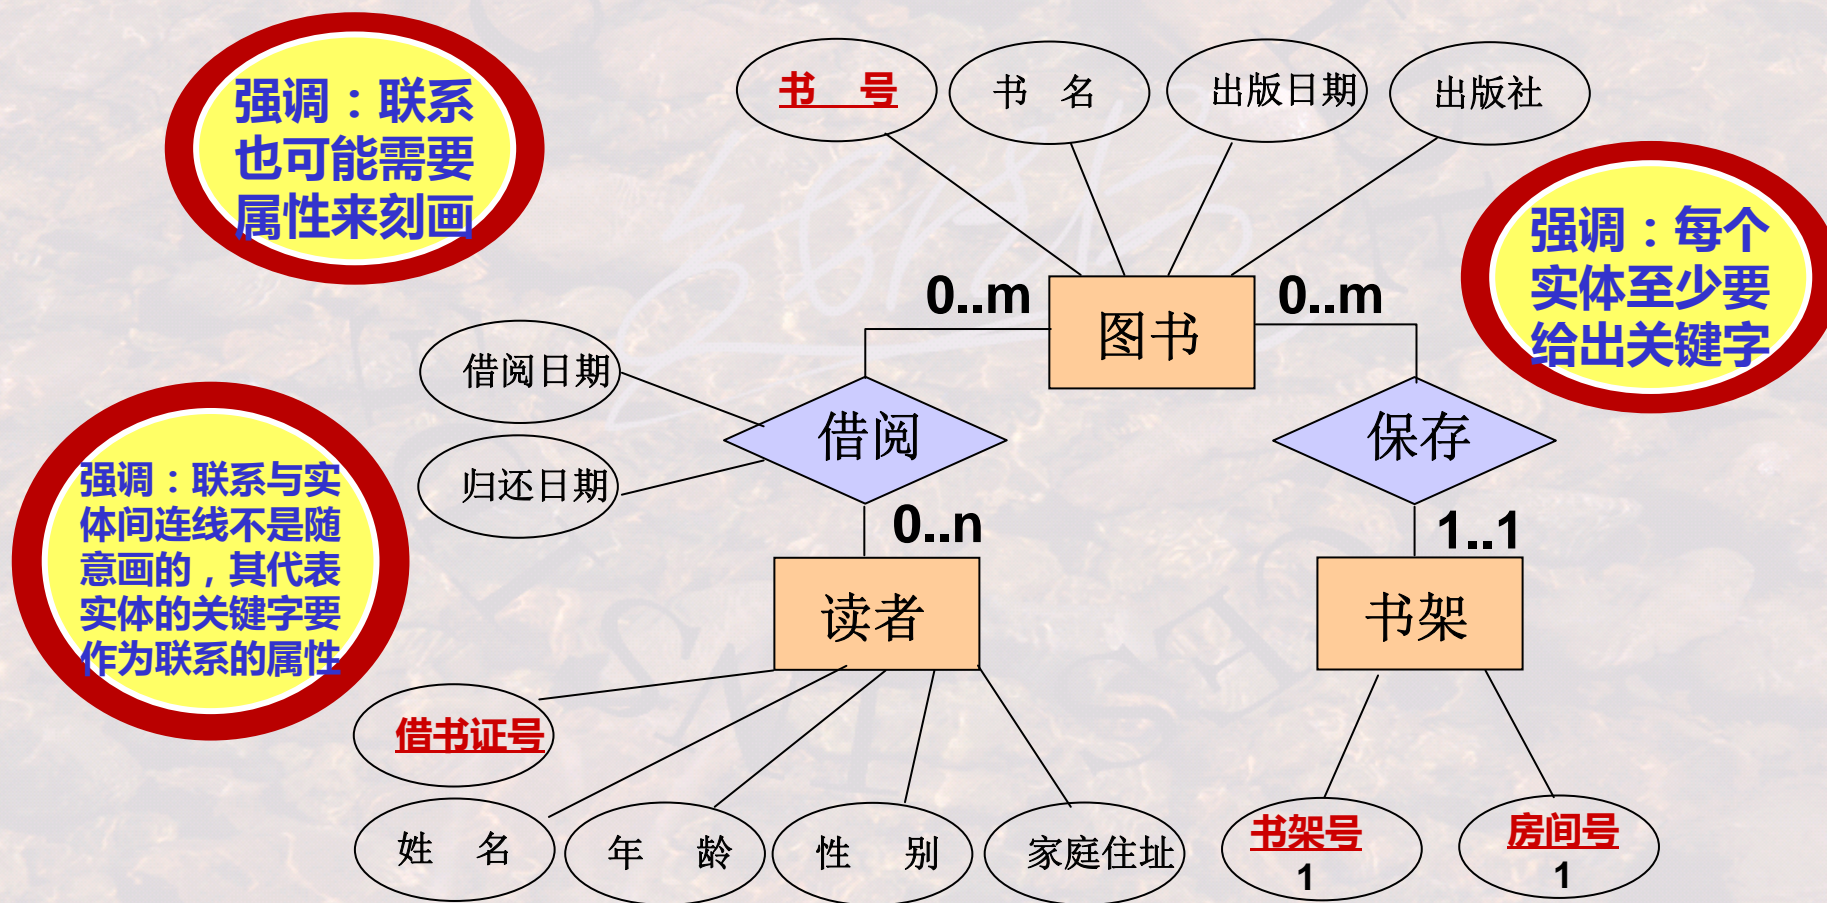 强调：联系
也可能需要
属性来刻画
书 号
书 名
出版日期
出版社
强调：每个
实体至少要
给出关键字
0..m
图书
0..m
借阅日期
归还日期
借阅
保存
强调：联系与实
体间连线不是随
意画的，其代表
实体的关键字要
作为联系的属性
0..n
1..1
读者
书架
借书证号
姓 名
年 龄
性 别
家庭住址
书架号
1
房间号
1